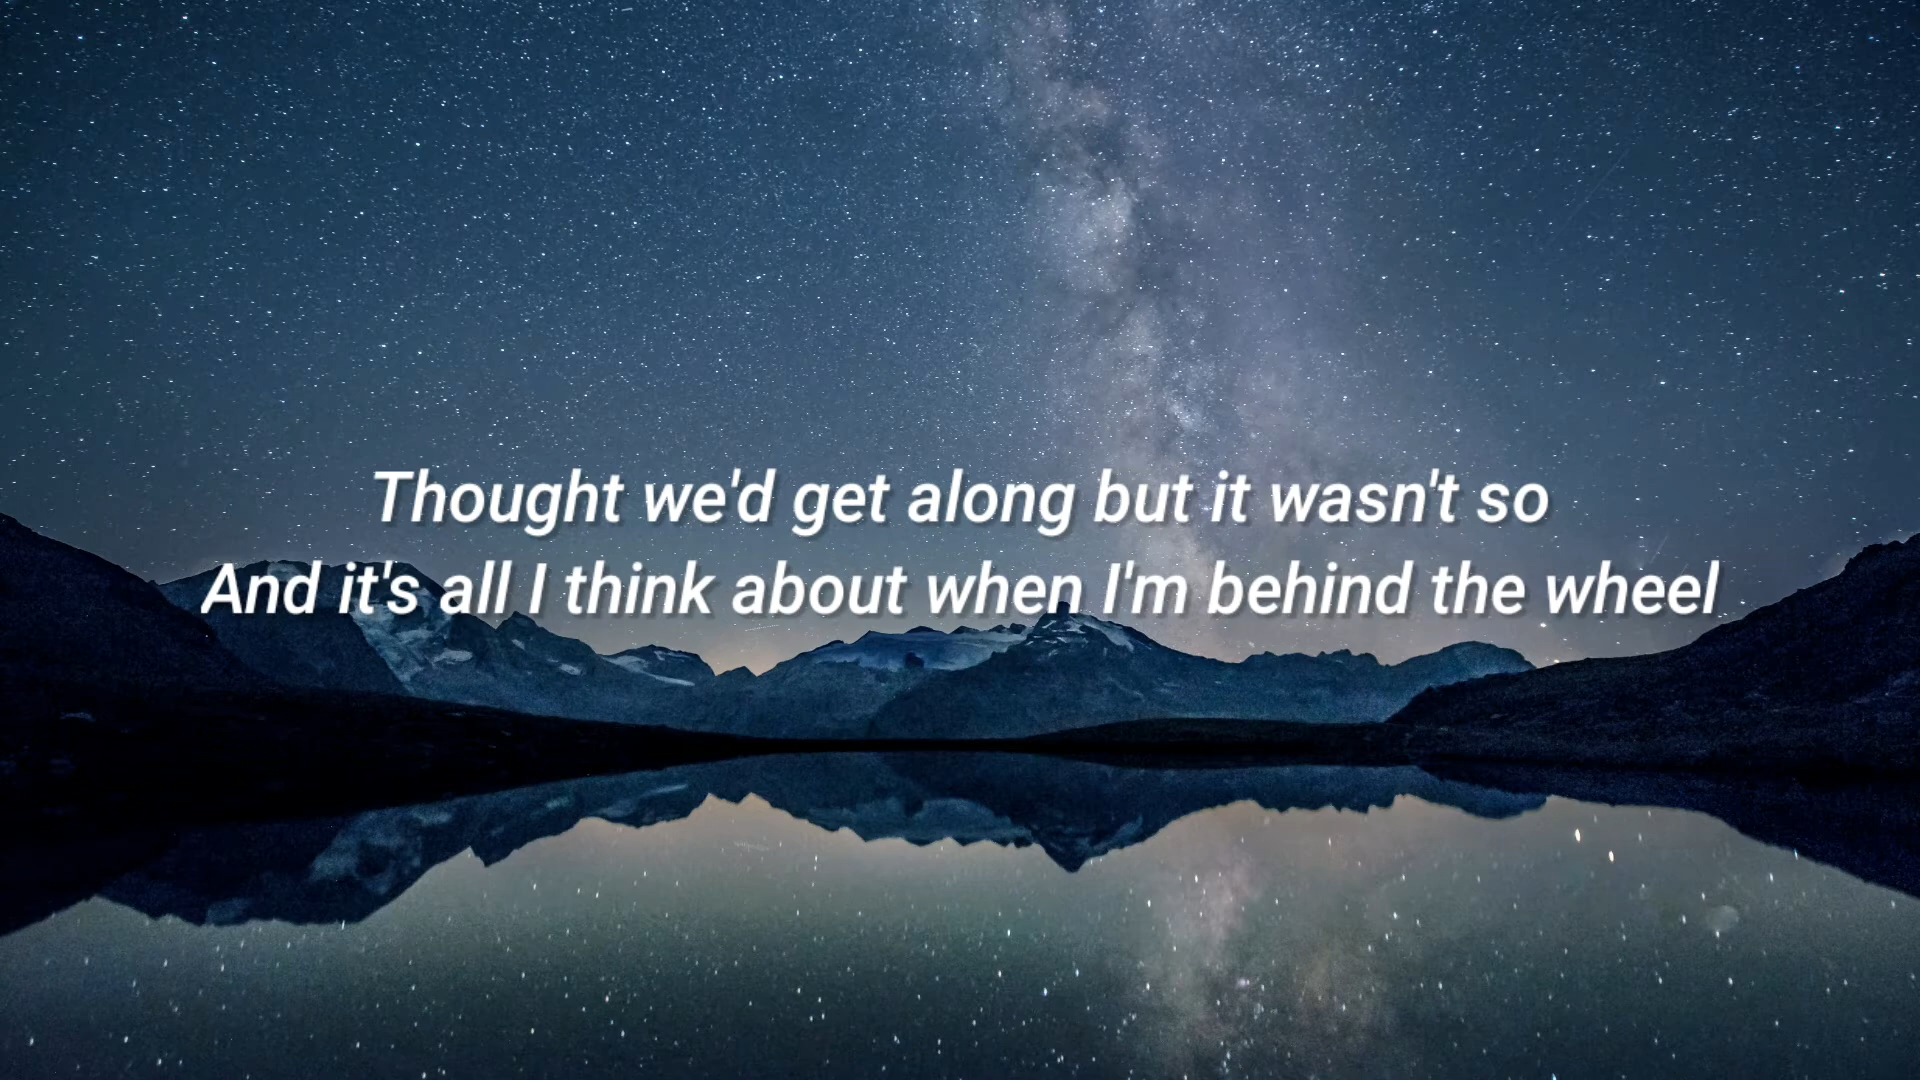 Thought we'd get along but it wasn't so
And it's all I think about when I'm behind the wheel